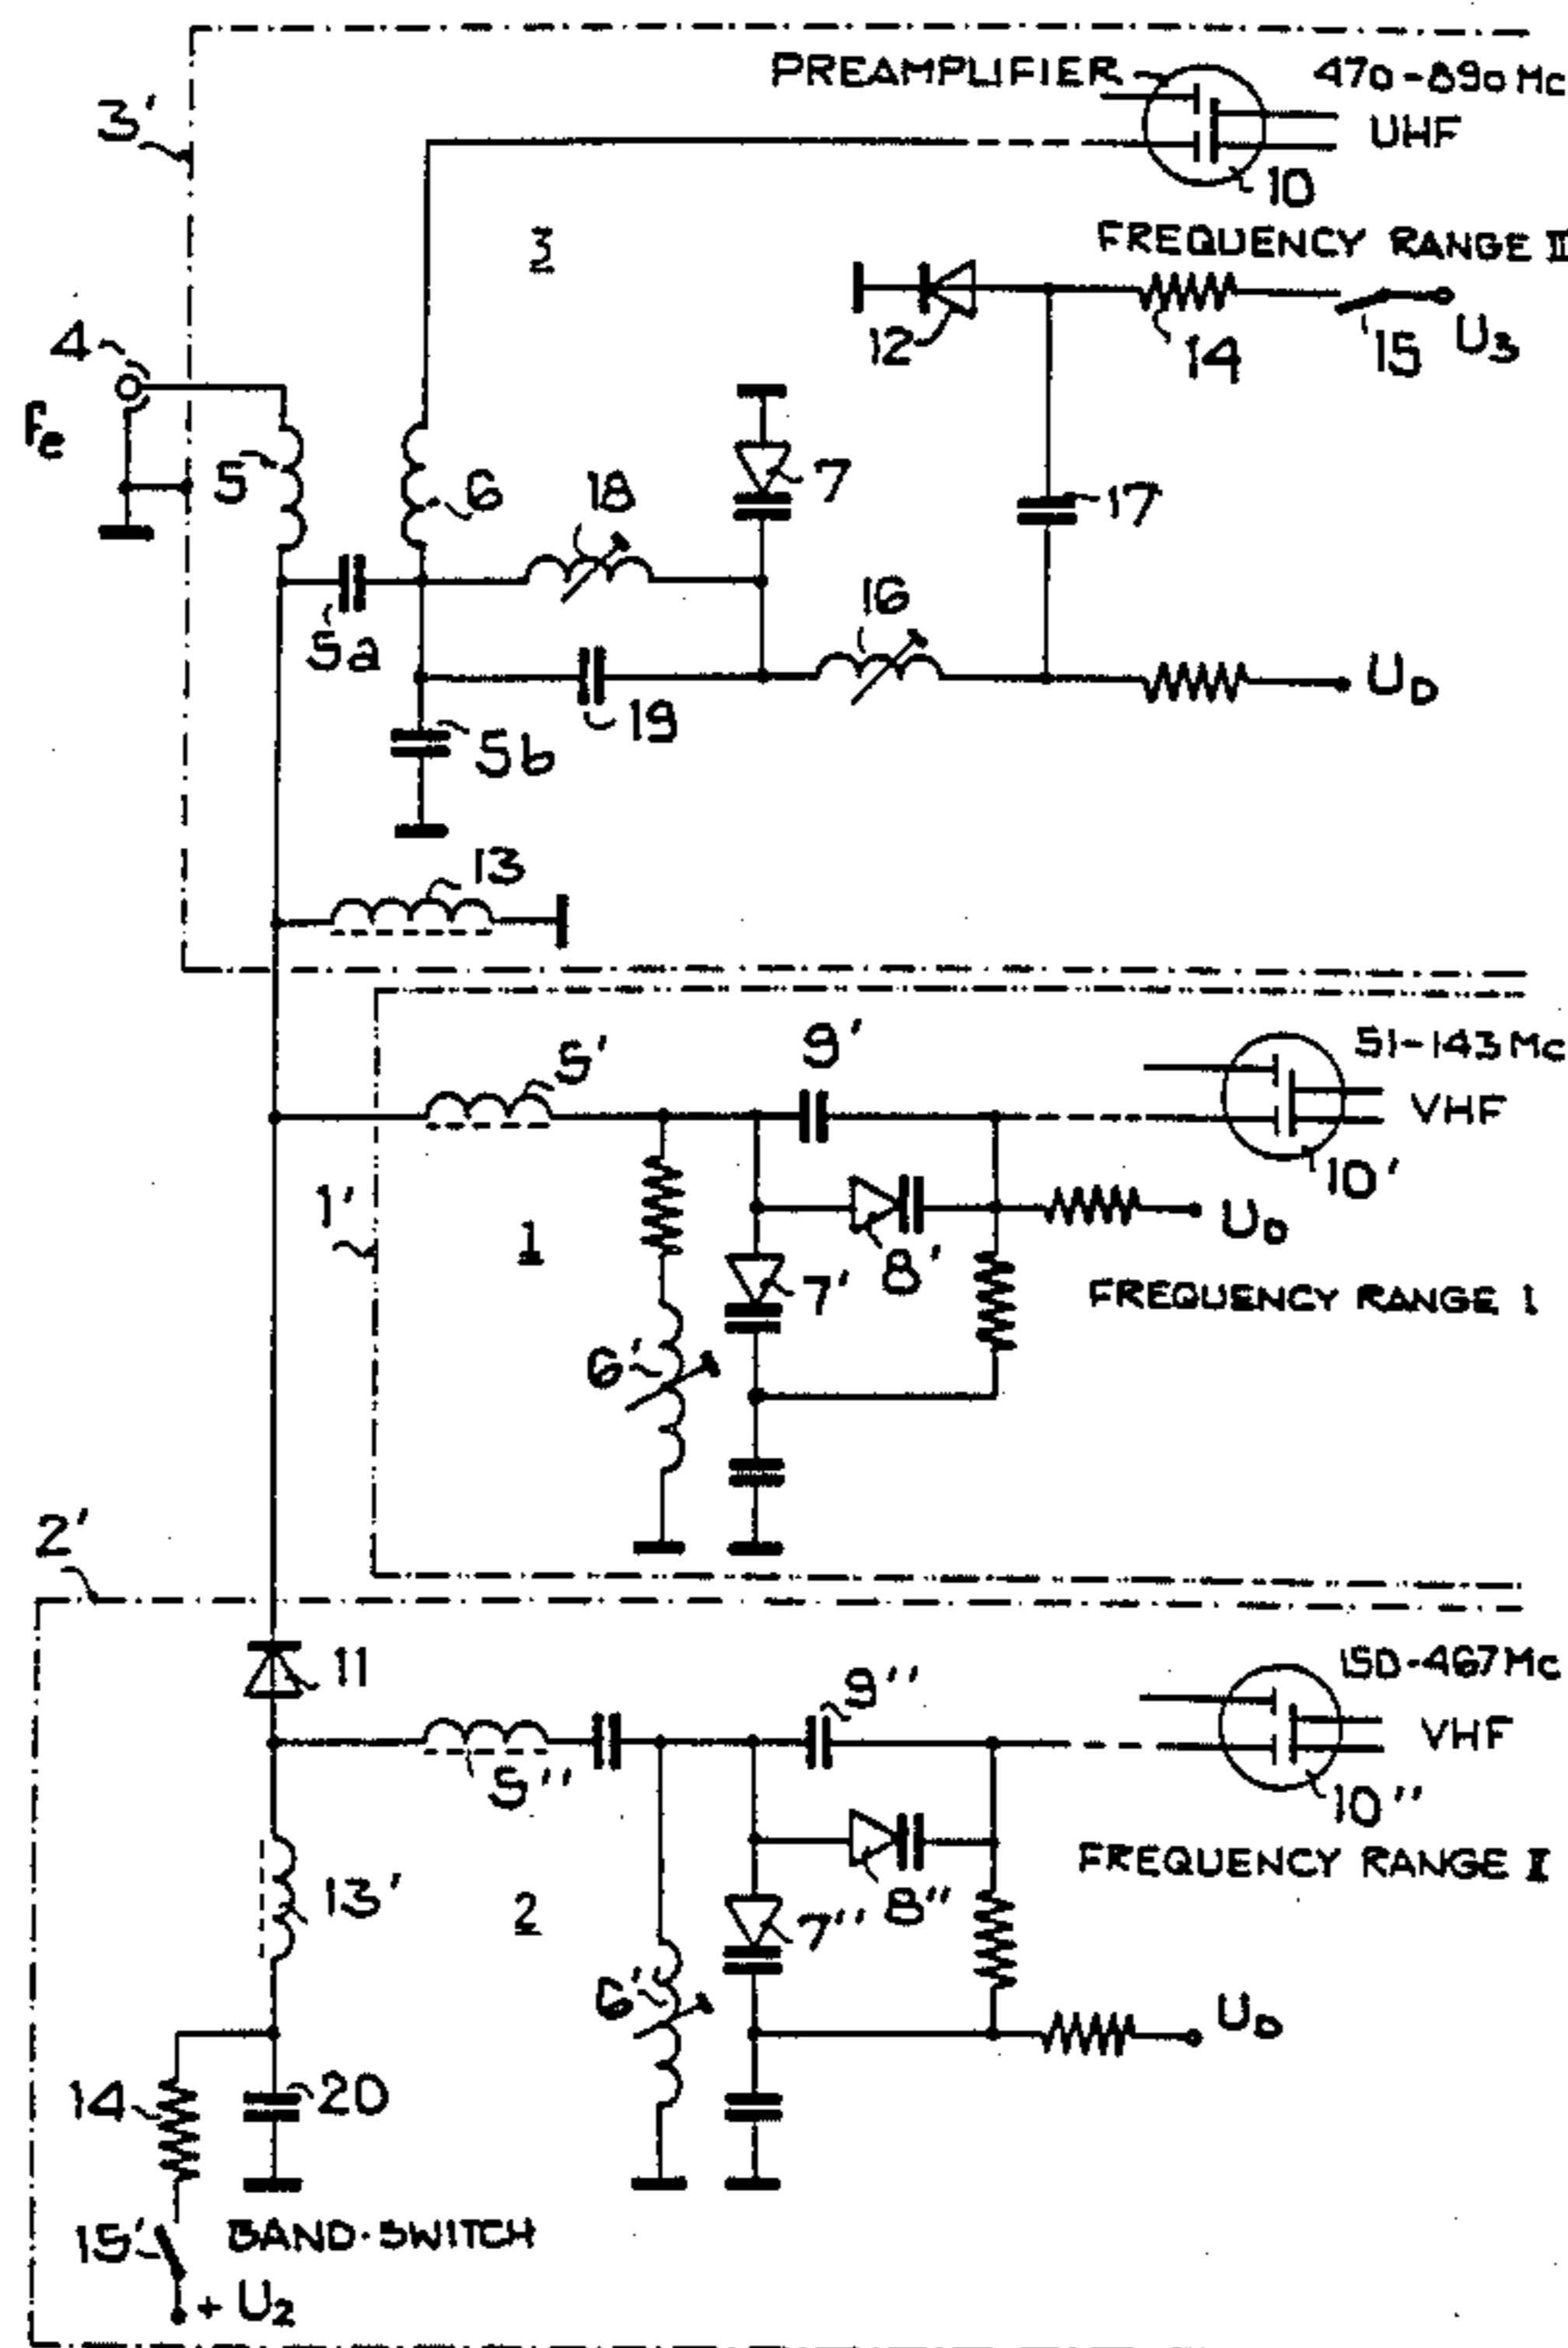 PREAMPLIFIER
470-890 Mc
3'
UHF
10
3
FREQUENCY RANGE III
4
12
14
15
U3
fe
5
6
18
7
17
5a
16
19
UD
5b
13
9'
51-143 Mc
5'
VHF
10'
1'
1
8'
UD
7'
FREQUENCY RANGE I
6'
2'
11
9''
150-467 Mc
VHF
5''
10''
FREQUENCY RANGE II
13'
2
8''
7''
6''
UD
14
20
15'
BAND-SWITCH
+ U2